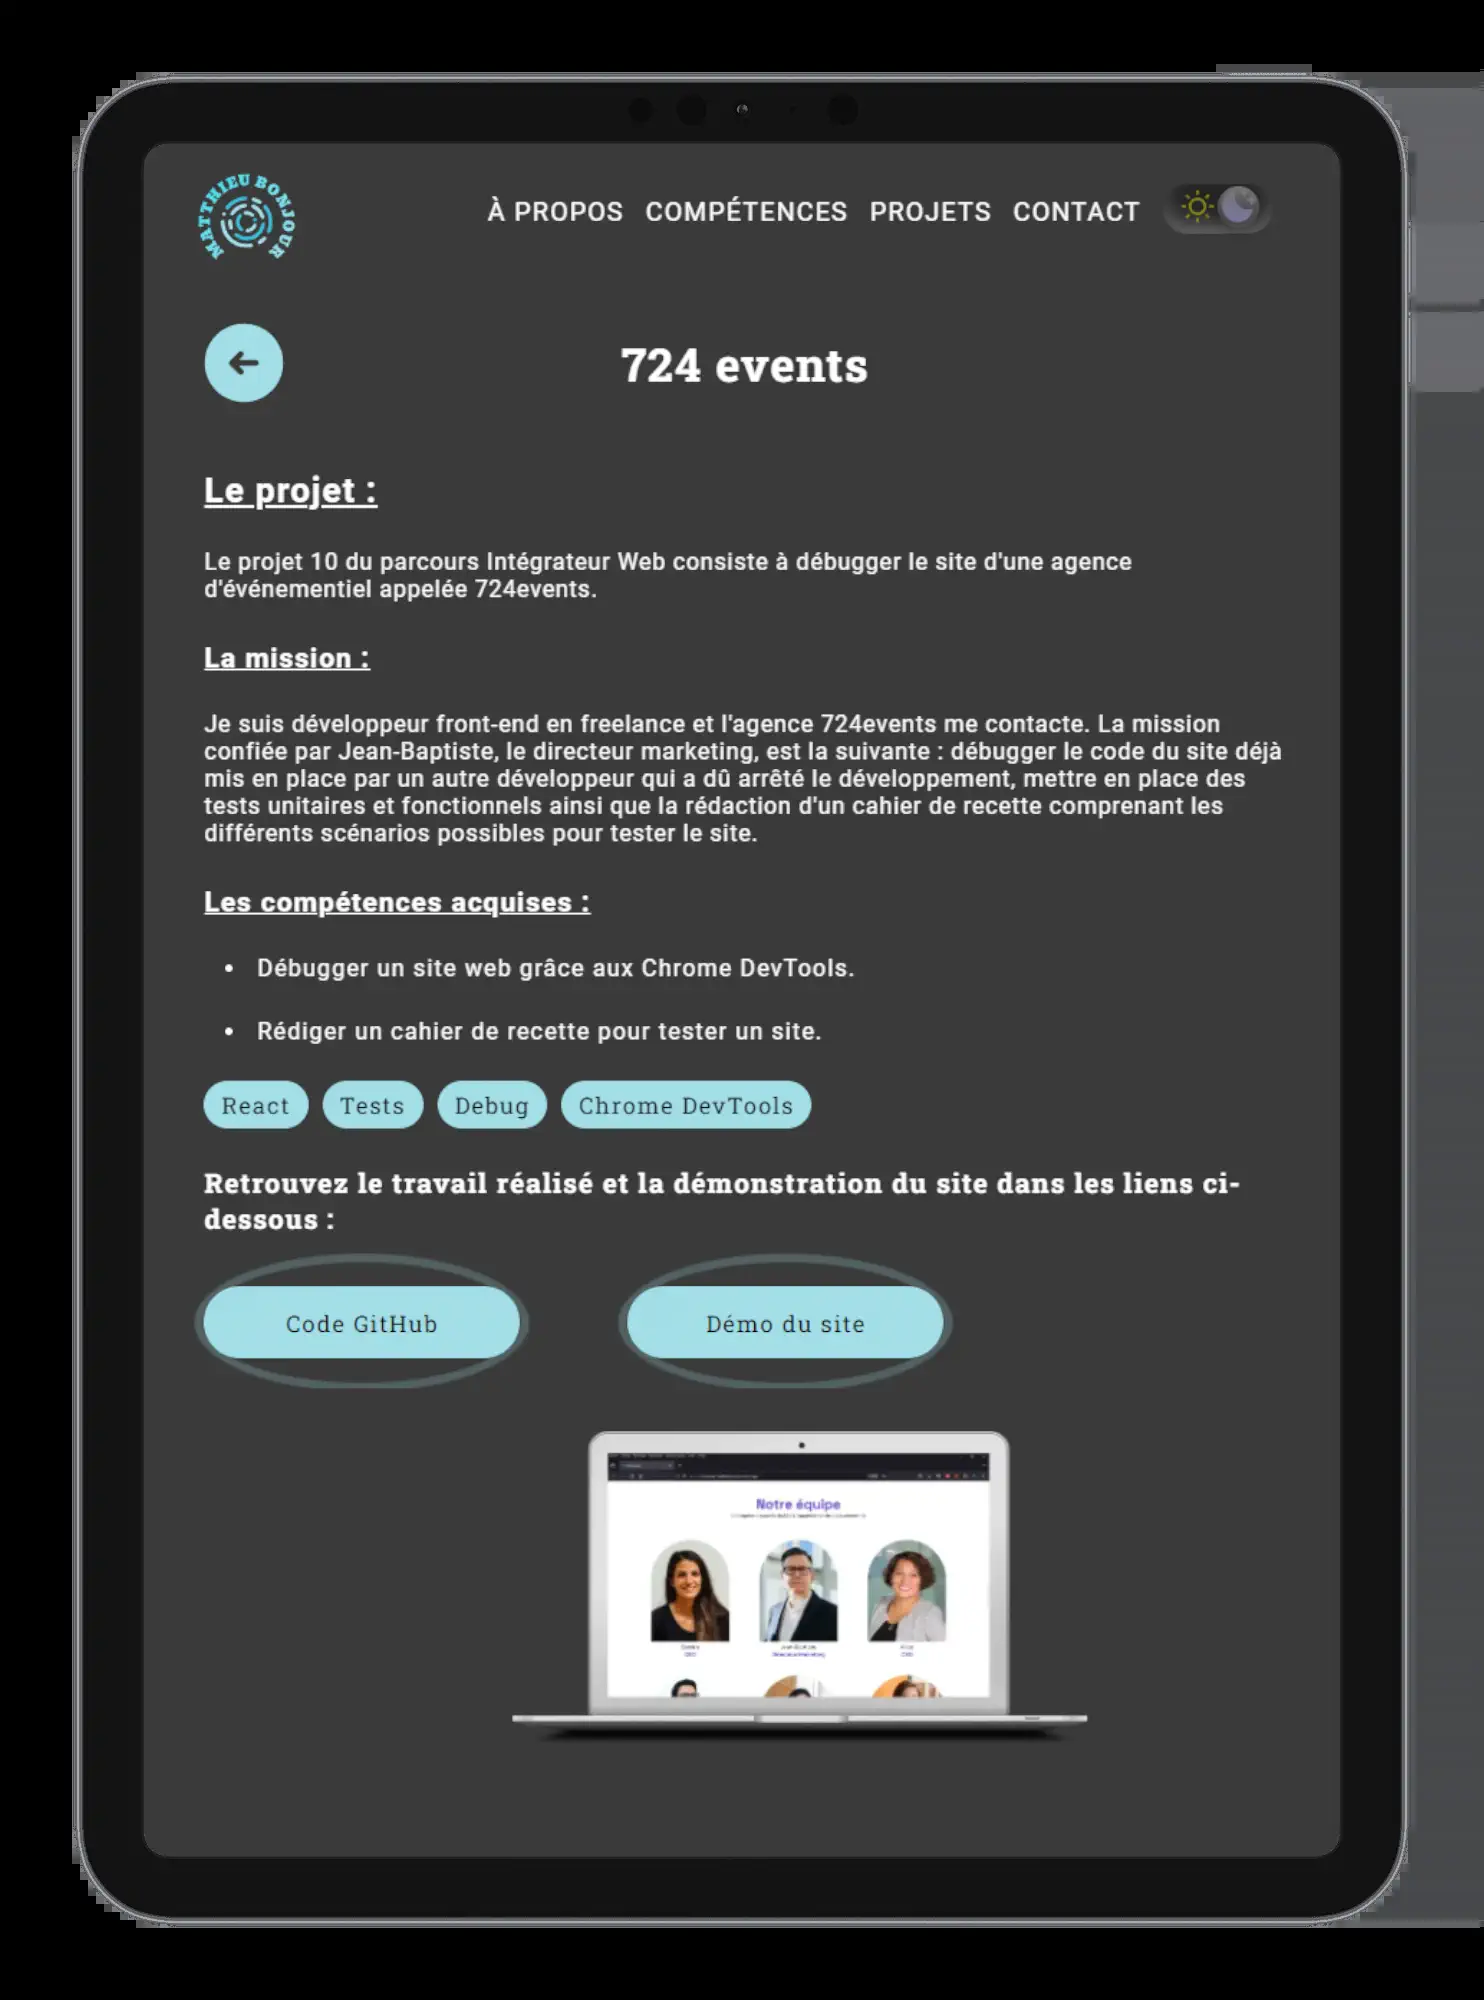 MATTHIEU BONJOUR
À PROPOS COMPÉTENCES PROJETS CONTACT
724 events
Le projet :
Le projet 10 du parcours Intégrateur Web consiste à débugger le site d'une agence
d'événementiel appelée 724events.
La mission :
Je suis développeur front-end en freelance et l'agence 724events me contacte. La mission
confiée par Jean-Baptiste, le directeur marketing, est la suivante : débugger le code du site déjà
mis en place par un autre développeur qui a dû arrêté le développement, mettre en place des
tests unitaires et fonctionnels ainsi que la rédaction d'un cahier de recette comprenant les
différents scénarios possibles pour tester le site.
Les compétences acquises :
• Débugger un site web grâce aux Chrome DevTools.
• Rédiger un cahier de recette pour tester un site.
React Tests Debug Chrome DevTools
Retrouvez le travail réalisé et la démonstration du site dans les liens ci-
dessous :
Code GitHub Démo du site
Notre équipe